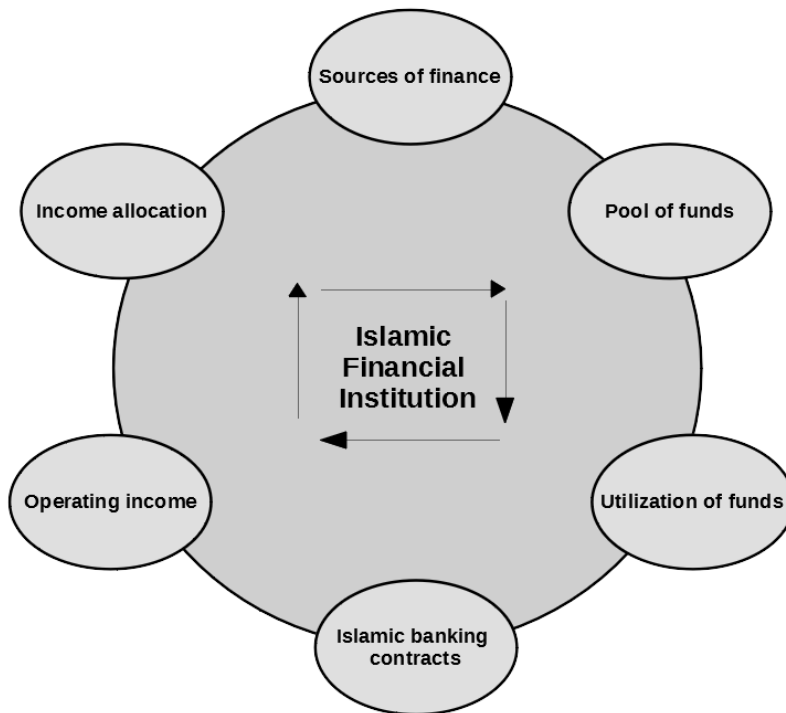 Sources of finance
Income allocation
Pool of funds
Islamic
Financial
Institution
Operating income
Utilization of funds
Islamic banking
contracts